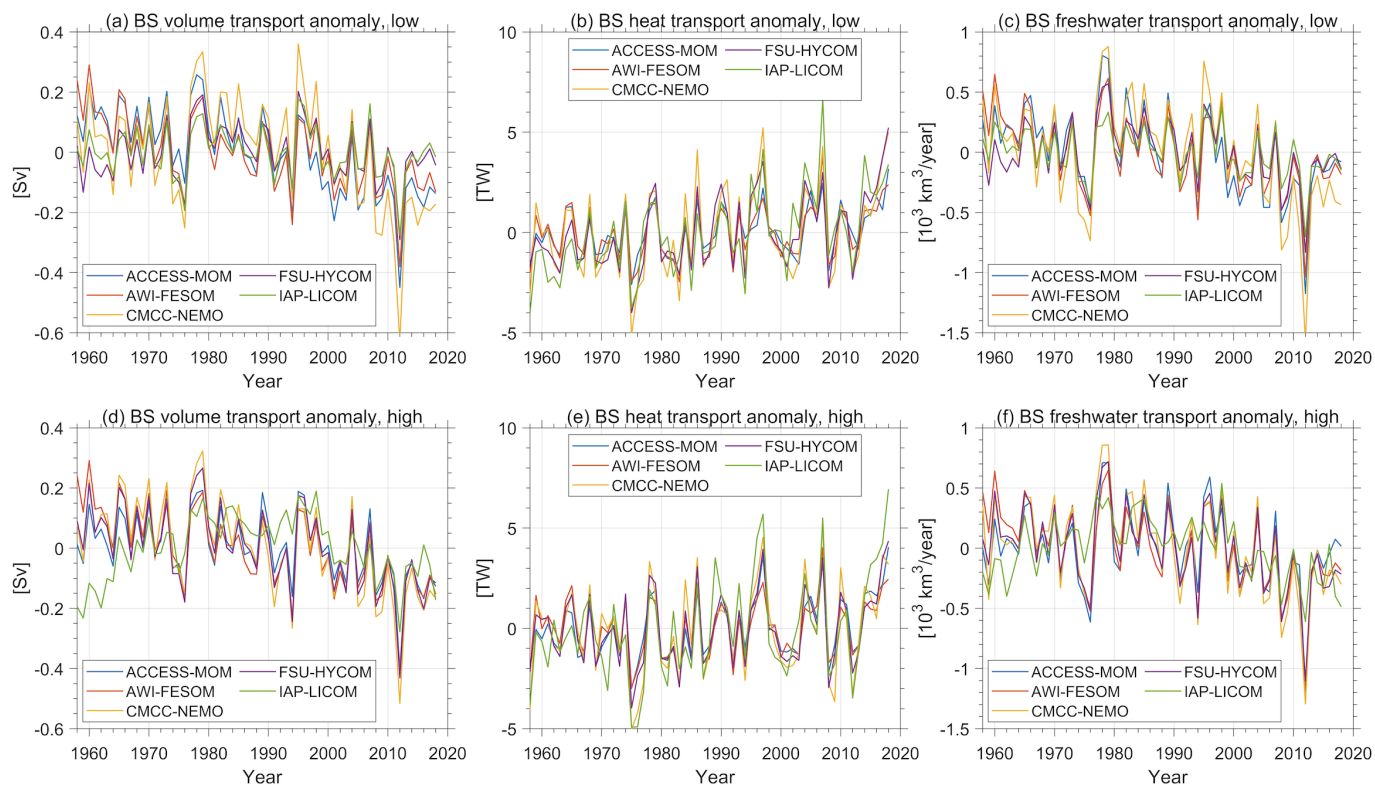 (a) BS volume transport anomaly, low
[Sv]
0.4
0.2
0
-0.2
-0.4
-0.6
ACCESS-MOM
AWI-FESOM
CMCC-NEMO
FSU-HYCOM
IAP-LICOM
1960 1970 1980 1990 2000 2010 2020
Year
(b) BS heat transport anomaly, low
[TW]
10
5
0
-5
ACCESS-MOM
AWI-FESOM
CMCC-NEMO
FSU-HYCOM
IAP-LICOM
1960 1970 1980 1990 2000 2010 2020
Year
(c) BS freshwater transport anomaly, low
[10³ km³/year]
1
0.5
0
-0.5
-1
-1.5
ACCESS-MOM
AWI-FESOM
CMCC-NEMO
FSU-HYCOM
IAP-LICOM
1960 1970 1980 1990 2000 2010 2020
Year
(d) BS volume transport anomaly, high
[Sv]
0.4
0.2
0
-0.2
-0.4
-0.6
ACCESS-MOM
AWI-FESOM
CMCC-NEMO
FSU-HYCOM
IAP-LICOM
1960 1970 1980 1990 2000 2010 2020
Year
(e) BS heat transport anomaly, high
[TW]
10
5
0
-5
ACCESS-MOM
AWI-FESOM
CMCC-NEMO
FSU-HYCOM
IAP-LICOM
1960 1970 1980 1990 2000 2010 2020
Year
(f) BS freshwater transport anomaly, high
[10³ km³/year]
1
0.5
0
-0.5
-1
-1.5
ACCESS-MOM
AWI-FESOM
CMCC-NEMO
FSU-HYCOM
IAP-LICOM
1960 1970 1980 1990 2000 2010 2020
Year